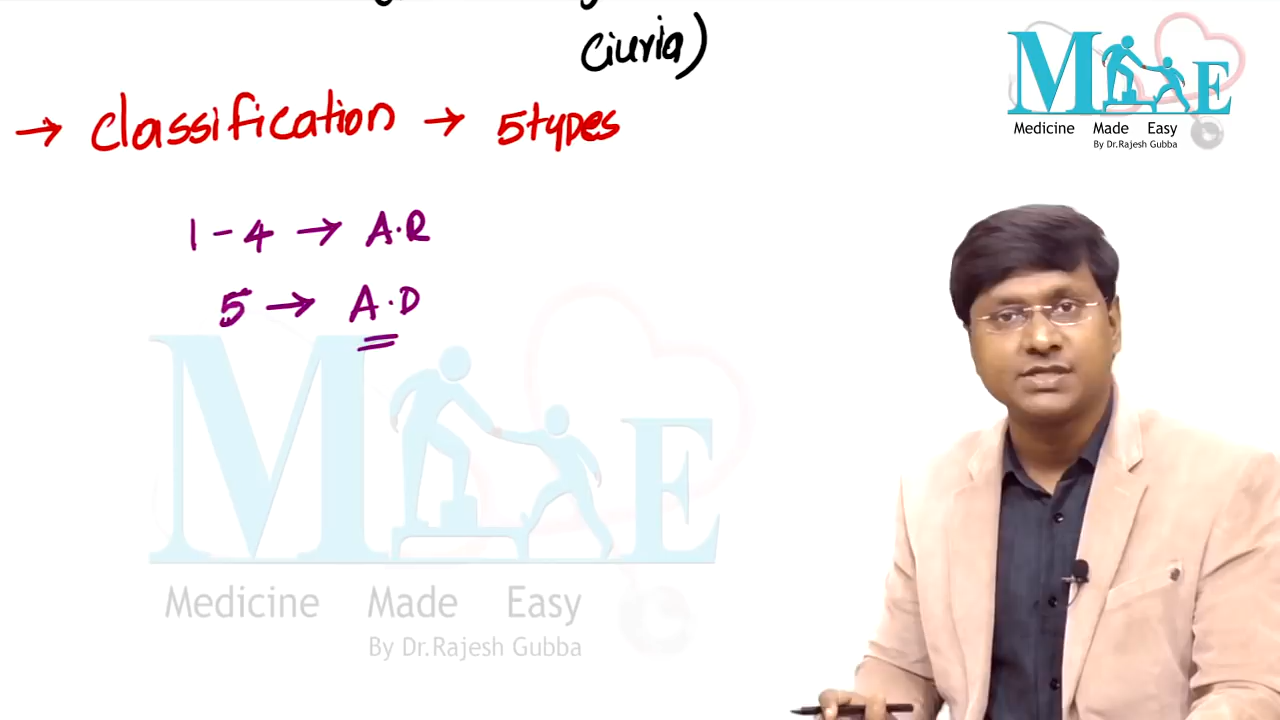 Ciuria)
→ classification → 5types
1-4 → A.R
5 → A.D
M E
Medicine Made Easy
By Dr.Rajesh Gubba
M E
Medicine Made Easy
By Dr.Rajesh Gubba